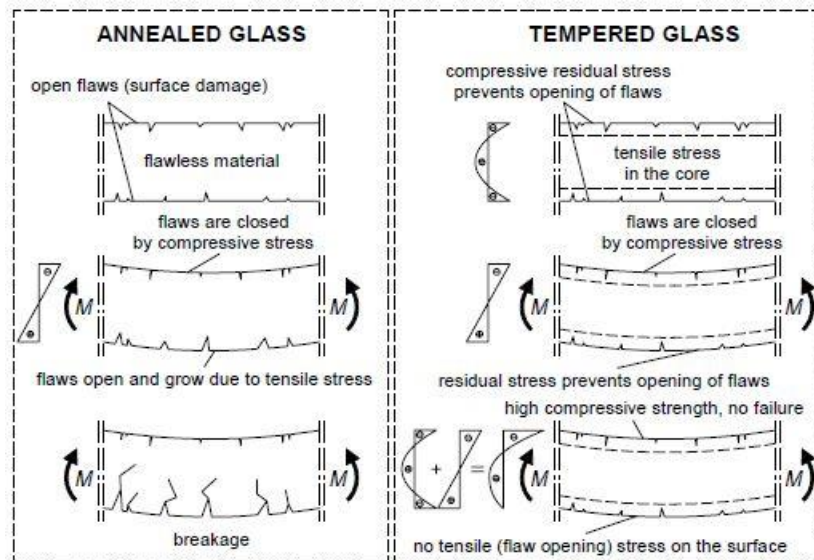 ANNEALED GLASS
open flaws (surface damage)
flawless material
flaws are closed
by compressive stress
M
M
flaws open and grow due to tensile stress
M
M
breakage
TEMPERED GLASS
compressive residual stress
prevents opening of flaws
tensile stress
in the core
flaws are closed
by compressive stress
M
M
residual stress prevents opening of flaws
high compressive strength, no failure
+
=
M
M
no tensile (flaw opening) stress on the surface